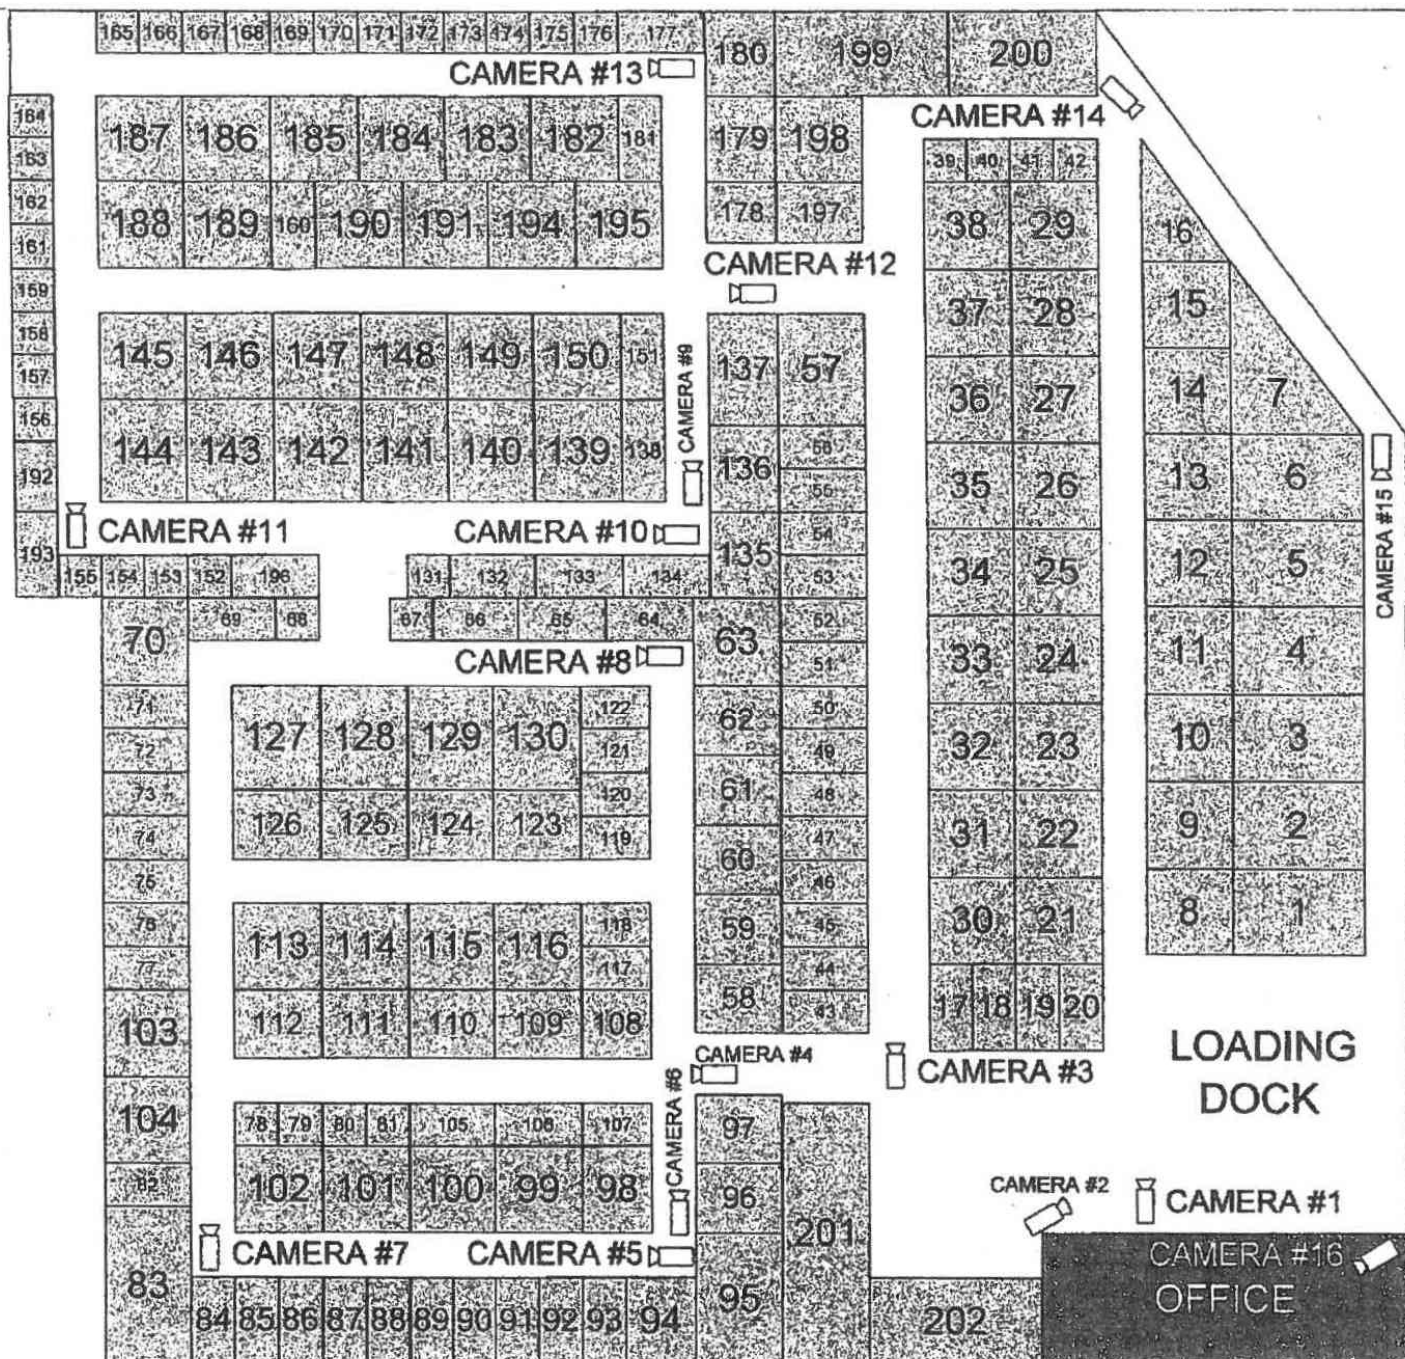 165 166 167 168 169 170 171 172 173 174 175 176 177 180 199 200
CAMERA #13
CAMERA #14
164 187 186 185 184 183 182 181 179 198
163 39 40 41 42
162 188 189 160 190 191 194 195 178 197 38 29 16
161
CAMERA #12
159 37 28 15
158 145 146 147 148 149 150 151 CAMERA #9 137 57
157 36 27 14 7
156 144 143 142 141 140 139 138 136 56
192 55 35 26 13 6 CAMERA #15
CAMERA #11 CAMERA #10
193 135 54
155 154 153 152 196 131 132 133 134 53 34 25 12 5
70 69 68 67 66 65 64 63 52
CAMERA #8
51 33 24 11 4
71 127 128 129 130 122 62 50
72 121 49 32 23 10 3
73 120 61 48
74 126 125 124 123 119 60 47 31 22 9 2
75 46
76 113 114 115 116 118 59 45 30 21 8 1
77 117 44
103 112 111 110 109 108 58 43 17 18 19 20
LOADING
DOCK
CAMERA #4
CAMERA #3
CAMERA #6
104 78 79 80 81 105 106 107 97
82 102 101 100 99 98 96 201
CAMERA #2
CAMERA #1
CAMERA #7 CAMERA #5
CAMERA #16
OFFICE
83 84 85 86 87 88 89 90 91 92 93 94 95 202